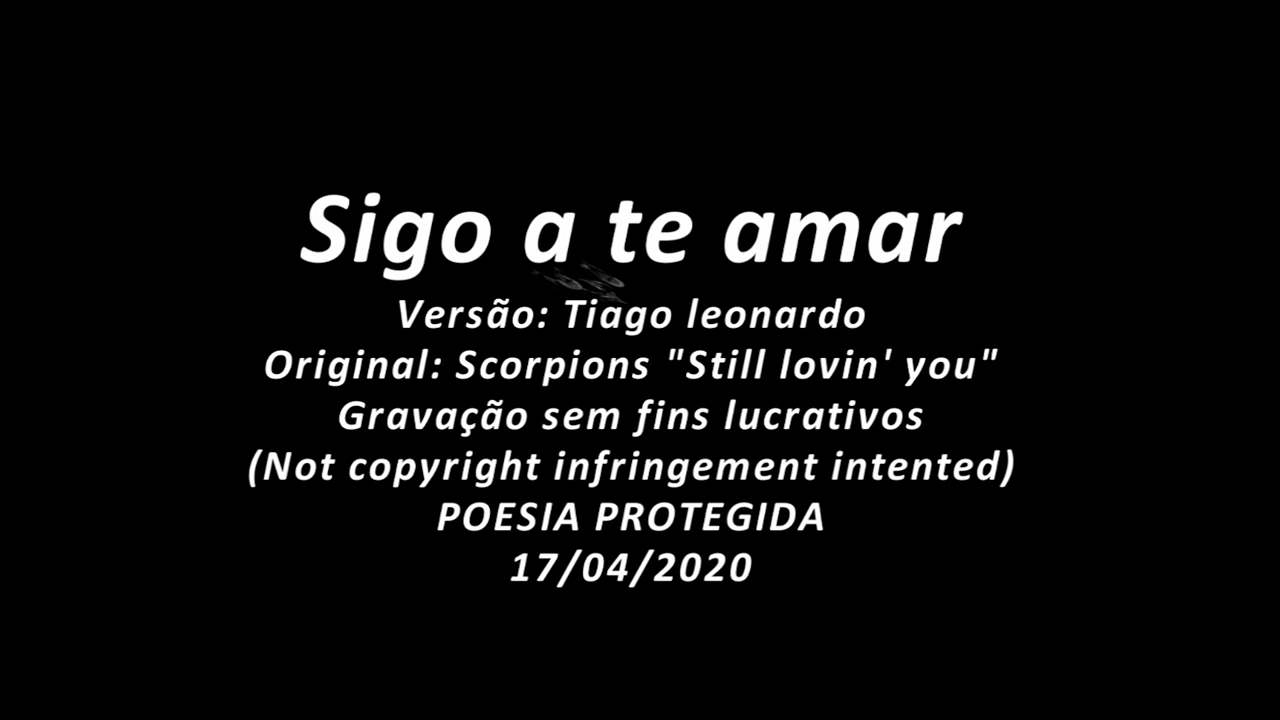 Sigo a te amar
Versão: Tiago leonardo
Original: Scorpions "Still lovin' you"
Gravação sem fins lucrativos
(Not copyright infringement intented)
POESIA PROTEGIDA
17/04/2020